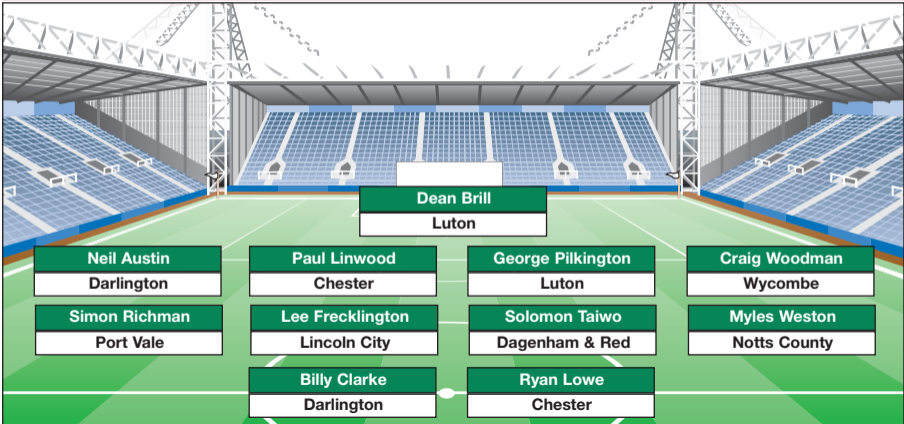 Dean Brill
Luton
Neil Austin
Darlington
Paul Linwood
Chester
George Pilkington
Luton
Craig Woodman
Wycombe
Simon Richman
Port Vale
Lee Frecklington
Lincoln City
Solomon Taiwo
Dagenham & Red
Myles Weston
Notts County
Billy Clarke
Darlington
Ryan Lowe
Chester